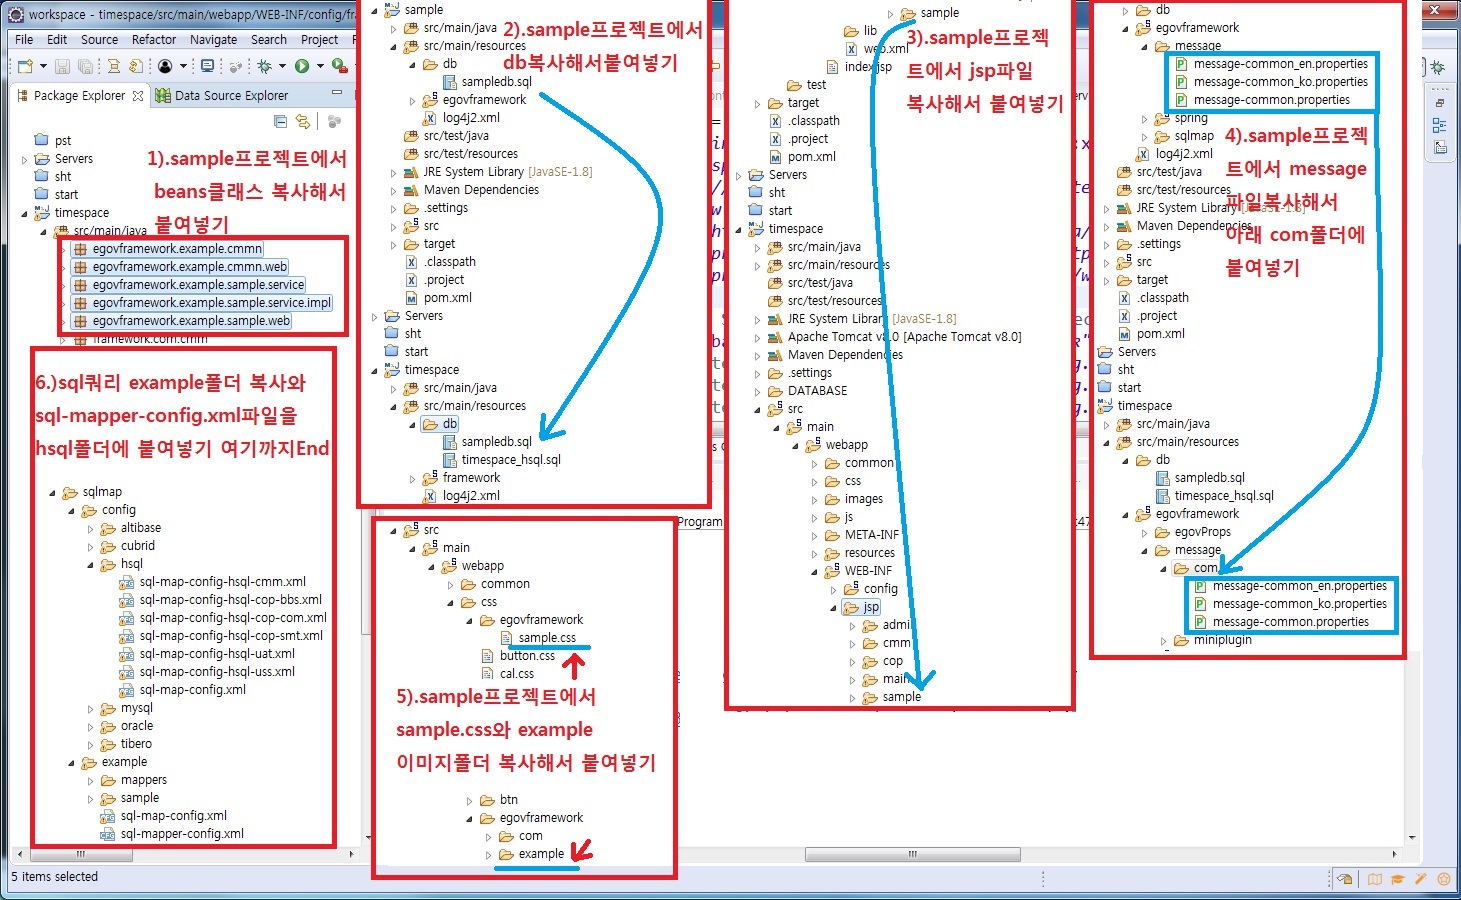 workspace - timespace/src/main/webapp/WEB-INF/config/fra
File Edit Source Refactor Navigate Search Project
Package Explorer
Data Source Explorer
pst
Servers
sht
start
timespace
src/main/java
1).sample프로젝트에서
beans클래스 복사해서
붙여넣기
egovframework.example.cmmn
egovframework.example.cmmn.web
egovframework.example.sample.service
egovframework.example.sample.service.impl
egovframework.example.sample.web
framework.com.cmm
6.)sql쿼리 example폴더 복사와
sql-mapper-config.xml파일을
hsql폴더에 붙여넣기 여기까지End
sqlmap
config
altibase
cubrid
hsql
sql-map-config-hsql-cmm.xml
sql-map-config-hsql-cop-bbs.xml
sql-map-config-hsql-cop-com.xml
sql-map-config-hsql-cop-smt.xml
sql-map-config-hsql-uat.xml
sql-map-config-hsql-uss.xml
sql-map-config.xml
mysql
oracle
tibero
example
mappers
sample
sql-map-config.xml
sql-mapper-config.xml
5 items selected
sample
src/main/java
src/main/resources
db
sampledb.sql
egovframework
log4j2.xml
src/test/java
src/test/resources
JRE System Library [JavaSE-1.8]
Maven Dependencies
.settings
src
target
.classpath
.project
pom.xml
Servers
sht
start
timespace
src/main/java
src/main/resources
db
sampledb.sql
timespace_hsql.sql
framework
log4j2.xml
2).sample프로젝트에서
db복사해서붙여넣기
src
main
webapp
common
css
egovframework
sample.css
button.css
cal.css
5).sample프로젝트에서
sample.css와 example
이미지폴더 복사해서 붙여넣기
btn
egovframework
com
example
Program
sample
lib
web.xml
index.jsp
test
target
.classpath
.project
pom.xml
Servers
sht
start
timespace
src/main/java
src/main/resources
src/test/java
src/test/resources
JRE System Library [JavaSE-1.8]
Apache Tomcat v8.0 [Apache Tomcat v8.0]
Maven Dependencies
.settings
DATABASE
src
main
webapp
common
css
images
js
META-INF
resources
WEB-INF
config
jsp
admin
cmm
cop
main
sample
3).sample프로젝
트에서 jsp파일
복사해서 붙여넣기
db
egovframework
message
message-common_en.properties
message-common_ko.properties
message-common.properties
spring
sqlmap
log4j2.xml
src/test/java
src/test/resources
JRE System Library [JavaSE-1.8]
Maven Dependencies
.settings
src
target
.classpath
.project
pom.xml
Servers
sht
start
timespace
src/main/java
src/main/resources
db
sampledb.sql
timespace_hsql.sql
egovframework
egovProps
message
com
message-common_en.properties
message-common_ko.properties
message-common.properties
miniplugin
4).sample프로젝
트에서 message
파일복사해서
아래 com폴더에
붙여넣기